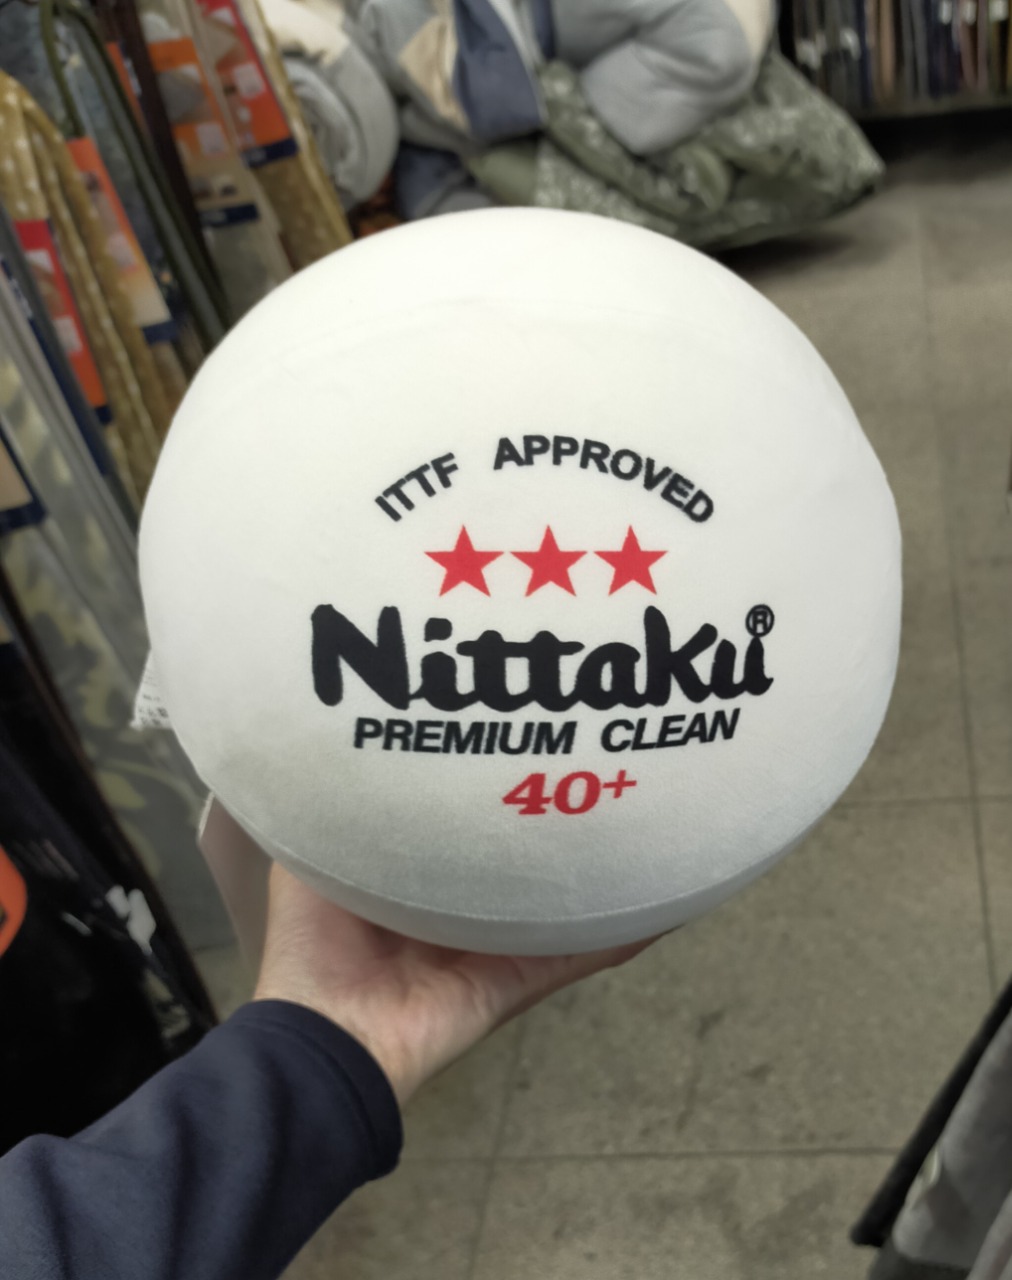 ITTF APPROVED
★★★
Nittaku®
PREMIUM CLEAN
40+